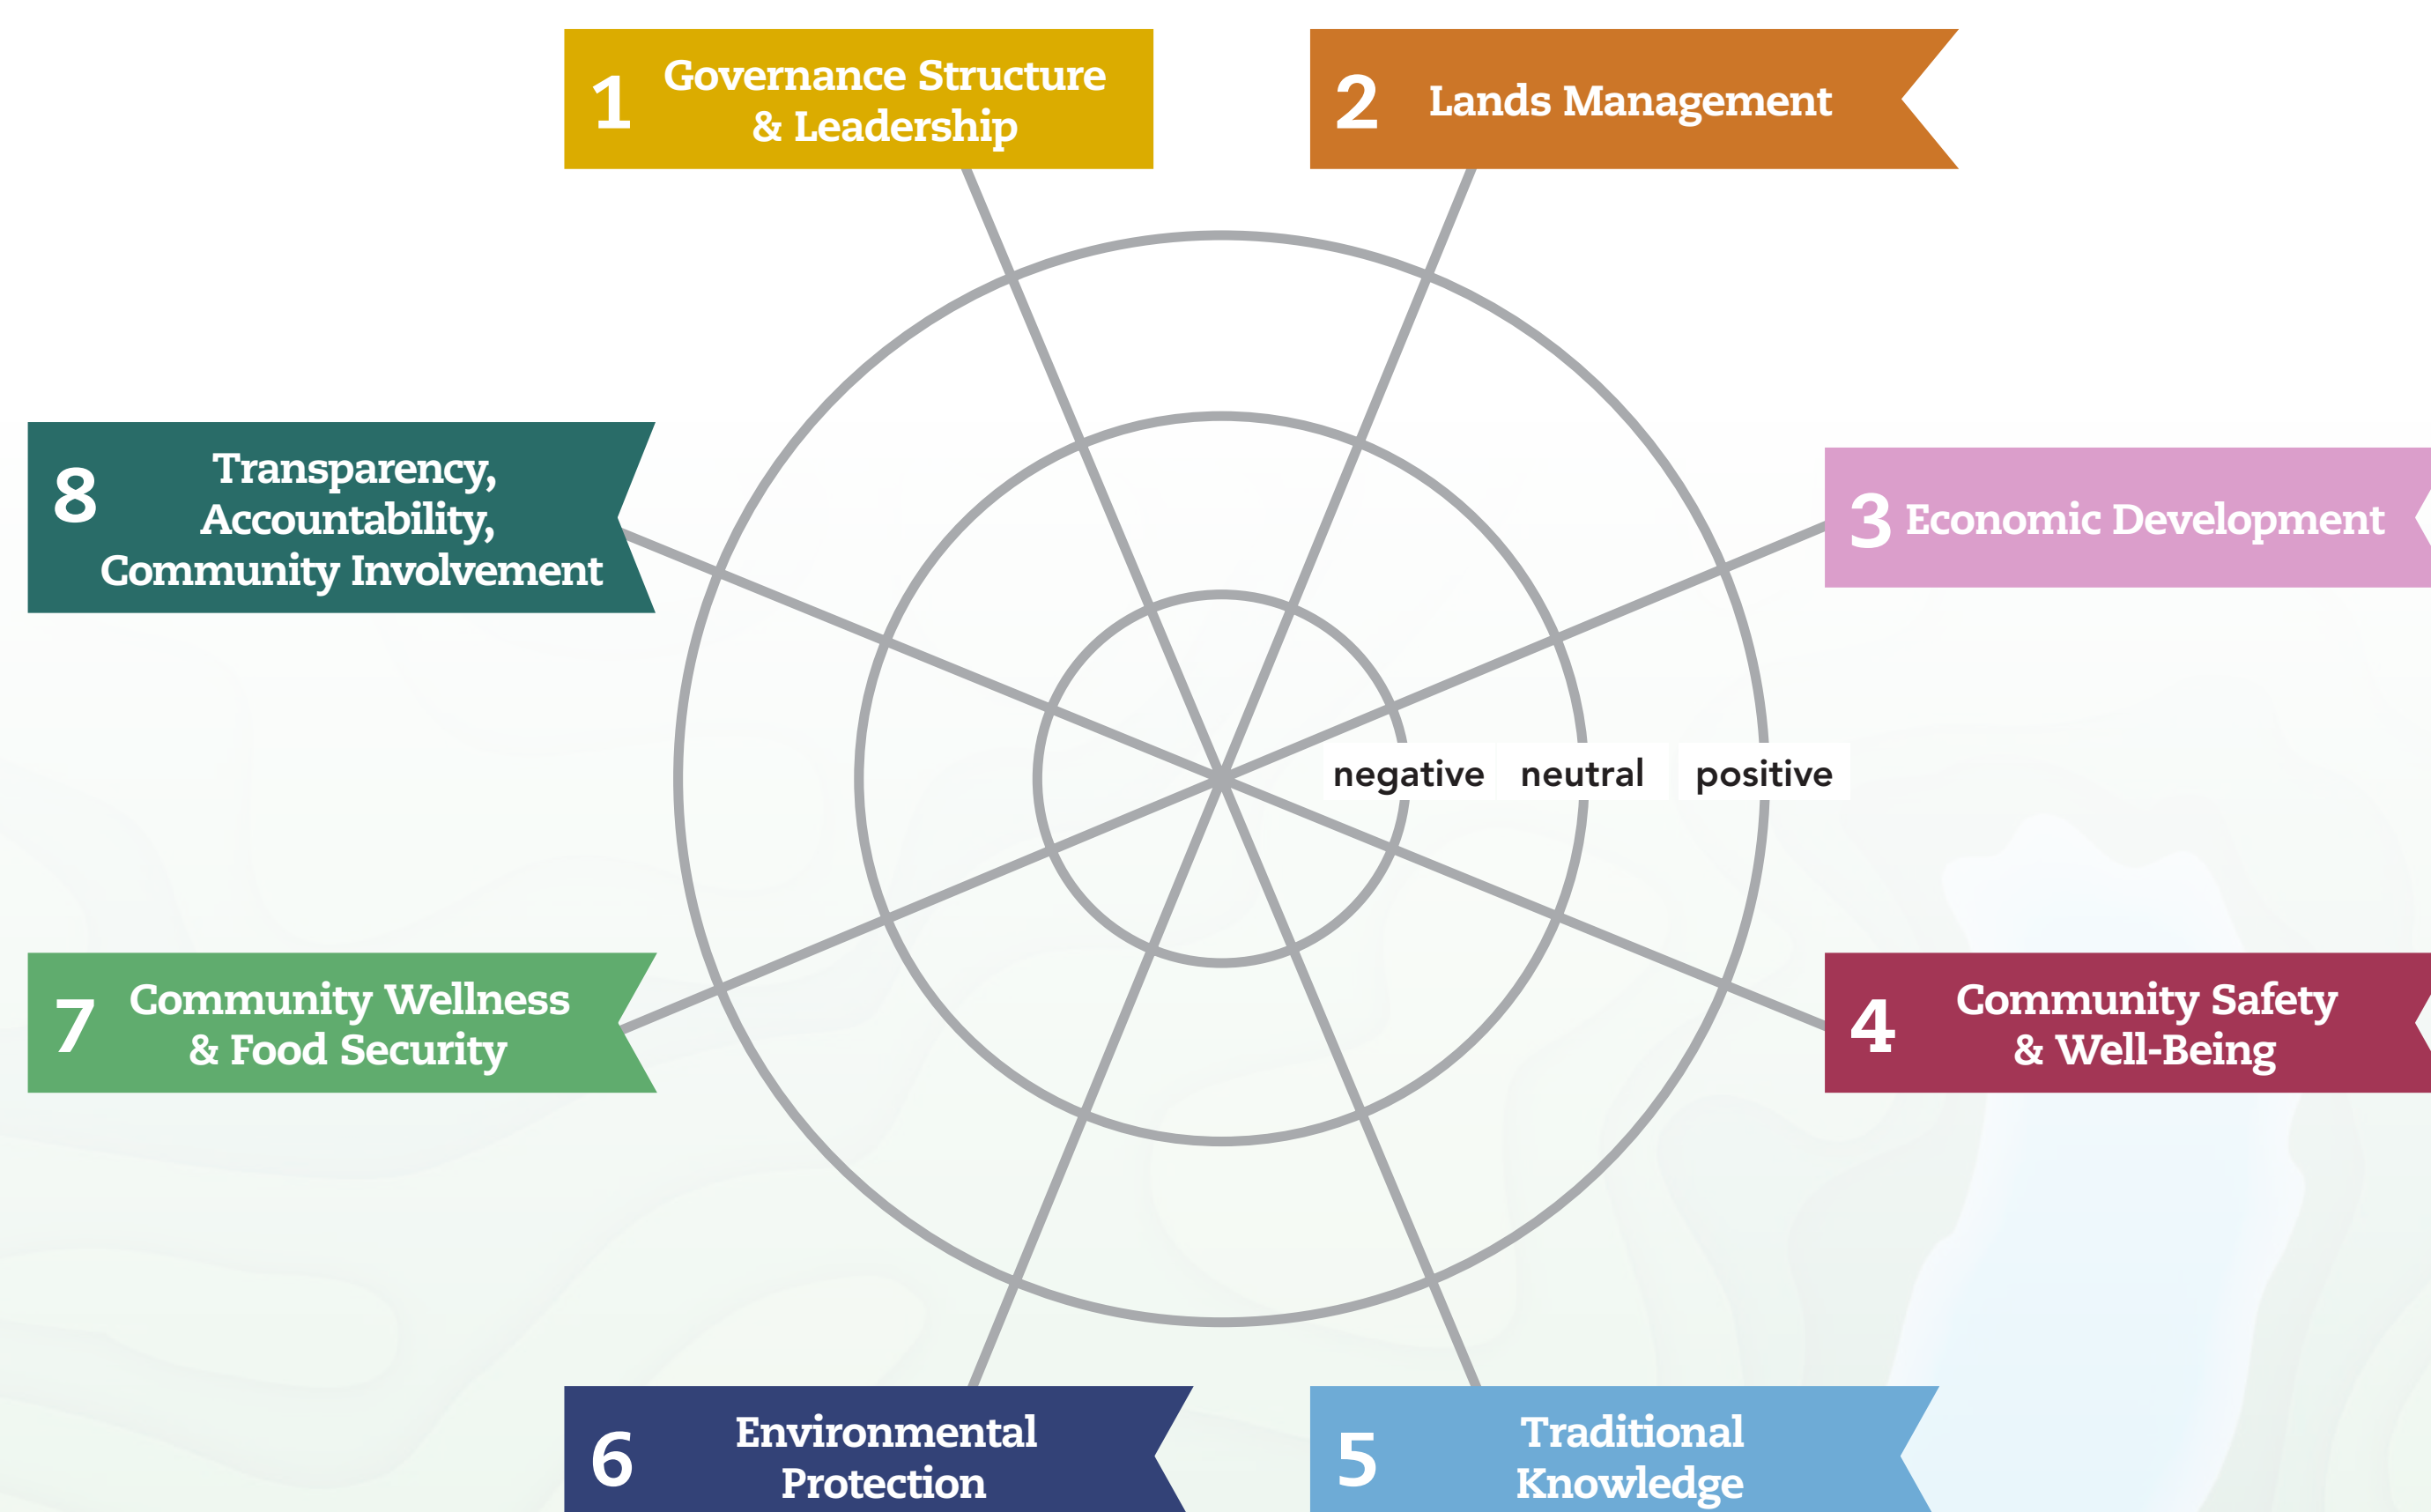 1
Governance Structure
& Leadership
2
Lands Management
3
Economic Development
4
Community Safety
& Well-Being
5
Traditional
Knowledge
6
Environmental
Protection
7
Community Wellness
& Food Security
8
Transparency,
Accountability,
Community Involvement
negative
neutral
positive